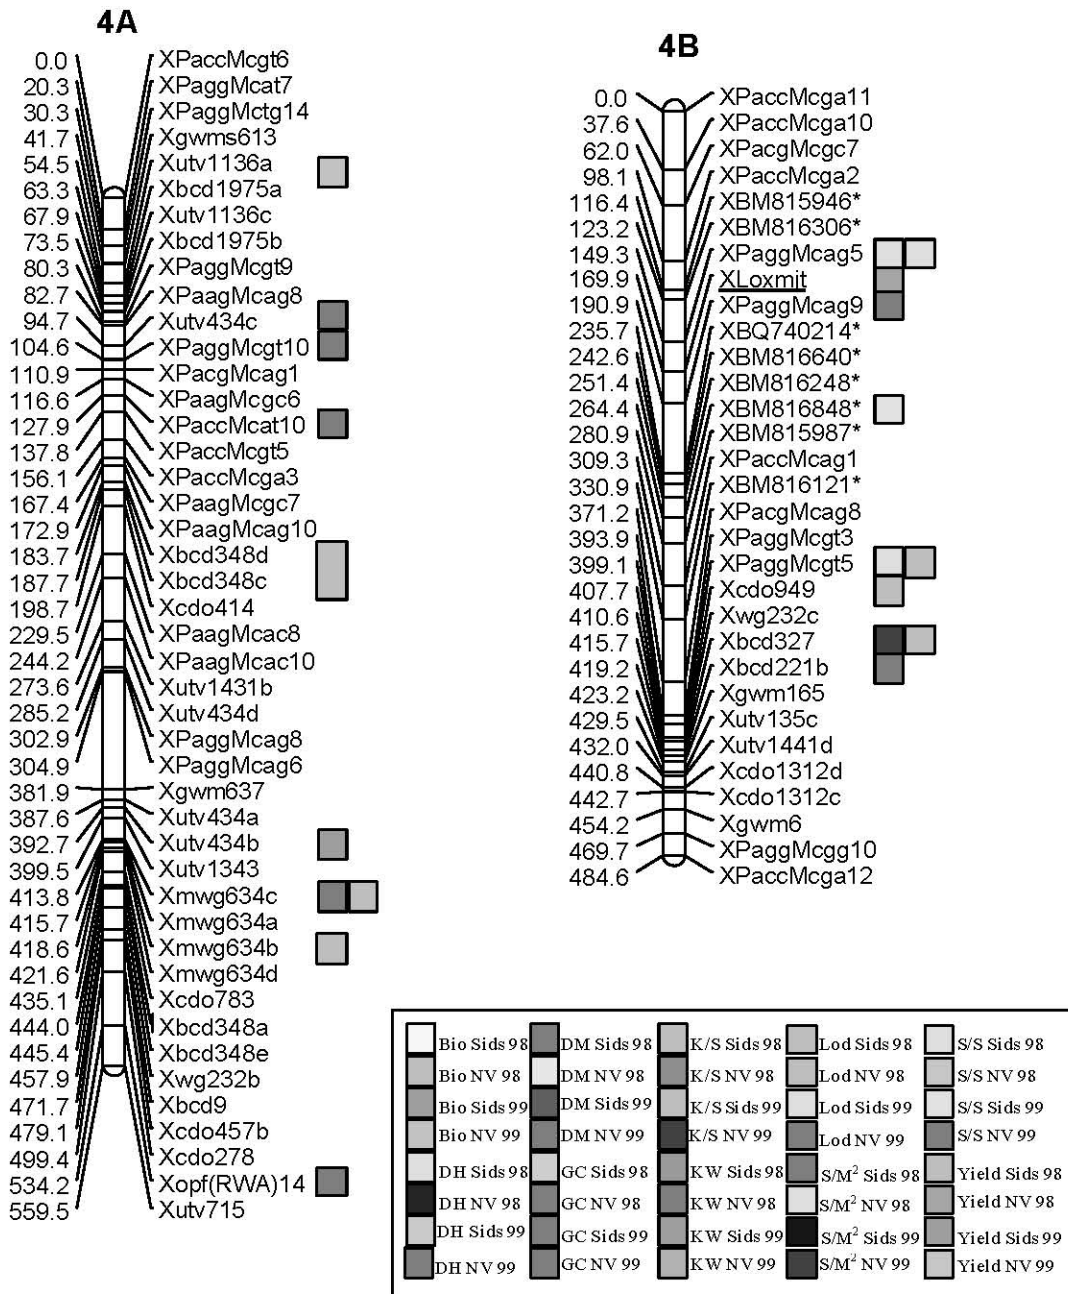 4A
0.0 XPaccMcgt6
20.3 XPaggMcat7
30.3 XPaggMctg14
41.7 Xgwms613
54.5 Xutv1136a
63.3 Xbcd1975a
67.9 Xutv1136c
73.5 Xbcd1975b
80.3 XPaggMcgt9
82.7 XPaagMcag8
94.7 Xutv434c
104.6 XPaggMcgt10
110.9 XPacgMcag1
116.6 XPaagMcgc6
127.9 XPaccMcat10
137.8 XPaccMcgt5
156.1 XPaccMcga3
167.4 XPaagMcgc7
172.9 XPaagMcag10
183.7 Xbcd348d
187.7 Xbcd348c
198.7 Xcdo414
229.5 XPaagMcac8
244.2 XPaagMcac10
273.6 Xutv1431b
285.2 Xutv434d
302.9 XPaggMcag8
304.9 XPaggMcag6
381.9 Xgwm637
387.6 Xutv434a
392.7 Xutv434b
399.5 Xutv1343
413.8 Xmwg634c
415.7 Xmwg634a
418.6 Xmwg634b
421.6 Xmwg634d
435.1 Xcdo783
444.0 Xbcd348a
445.4 Xbcd348e
457.9 Xwg232b
471.7 Xbcd9
479.1 Xcdo457b
499.4 Xcdo278
534.2 Xopf(RWA)14
559.5 Xutv715
4B
0.0 XPaccMcga11
37.6 XPaccMcga10
62.0 XPacgMcgc7
98.1 XPaccMcga2
116.4 XBM815946*
123.2 XBM816306*
149.3 XPaggMcag5
169.9 XLoxmjt
190.9 XPaggMcag9
235.7 XBQ740214*
242.6 XBM816640*
251.4 XBM816248*
264.4 XBM816848*
280.9 XBM815987*
309.3 XPaccMcag1
330.9 XBM816121*
371.2 XPacgMcag8
393.9 XPaggMcgt3
399.1 XPaggMcgt5
407.7 Xcdo949
410.6 Xwg232c
415.7 Xbcd327
419.2 Xbcd221b
423.2 Xgwm165
429.5 Xutv135c
432.0 Xutv1441d
440.8 Xcdo1312d
442.7 Xcdo1312c
454.2 Xgwm6
469.7 XPaggMcgg10
484.6 XPaccMcga12
Bio Sids 98 DM Sids 98 K/S Sids 98 Lod Sids 98 S/S Sids 98
Bio NV 98 DM NV 98 K/S NV 98 Lod NV 98 S/S NV 98
Bio Sids 99 DM Sids 99 K/S Sids 99 Lod Sids 99 S/S Sids 99
Bio NV 99 DM NV 99 K/S NV 99 Lod NV 99 S/S NV 99
DH Sids 98 GC Sids 98 KW Sids 98 S/M² Sids 98 Yield Sids 98
DH NV 98 GC NV 98 KW NV 98 S/M² NV 98 Yield NV 98
DH Sids 99 GC Sids 99 KW Sids 99 S/M² Sids 99 Yield Sids 99
DH NV 99 GC NV 99 KW NV 99 S/M² NV 99 Yield NV 99